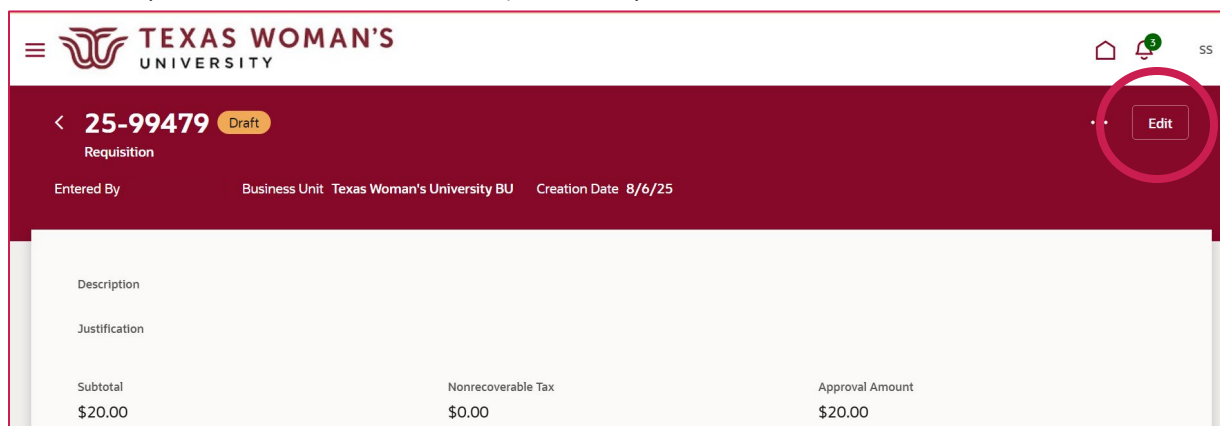 TEXAS WOMAN'S
UNIVERSITY
3
SS
25-99479 Draft
Edit
Requisition
Entered By Business Unit Texas Woman's University BU Creation Date 8/6/25
Description
Justification
Subtotal Nonrecoverable Tax Approval Amount
$20.00 $0.00 $20.00